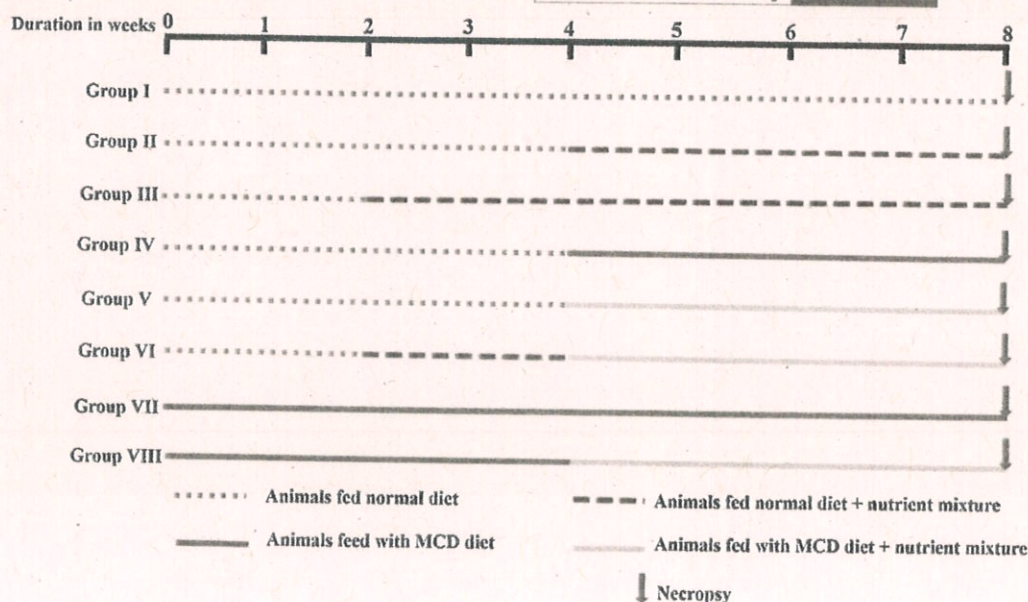 Duration in weeks 0 1 2 3 4 5 6 7 8
Group I
Group II
Group III
Group IV
Group V
Group VI
Group VII
Group VIII
Animals fed normal diet
Animals fed normal diet + nutrient mixture
Animals feed with MCD diet
Animals fed with MCD diet + nutrient mixture
Necropsy